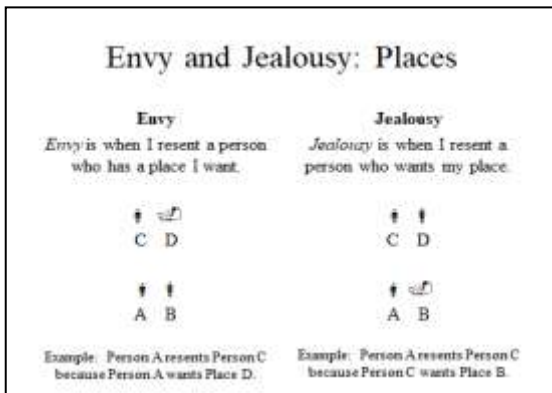 Envy and Jealousy: Places
Envy
Envy is when I resent a person
who has a place I want.
C D
A B
Example: Person A resents Person C
because Person A wants Place D.
Jealousy
Jealousy is when I resent a
person who wants my place.
C D
A B
Example: Person A resents Person C
because Person C wants Place B.